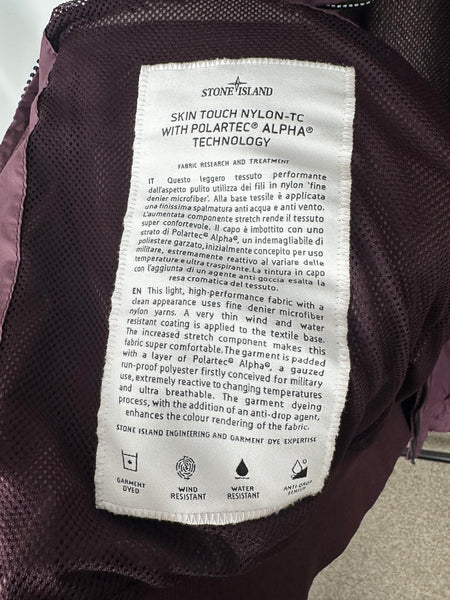 STONE ISLAND
SKIN TOUCH NYLON-TC
WITH POLARTEC® ALPHA®
TECHNOLOGY
FABRIC RESEARCH AND TREATMENT
IT Questo leggero tessuto performante
dall'aspetto pulito utilizza dei fili in nylon 'fine
denier microfiber'. Alla base tessile è applicata
una finissima spalmatura anti acqua e anti vento.
L'aumentata componente stretch rende il tessuto
super confortevole. Il capo è imbottito con uno
strato di Polartec® Alpha®, un indemagliabile di
poliestere garzato, inizialmente concepito per uso
militare, estremamente reattivo al variare delle
temperature e ultra traspirante. La tintura in capo
con l'aggiunta di un agente anti goccia esalta la
resa cromatica del tessuto.
EN This light, high-performance fabric with a
clean appearance uses fine denier microfiber
nylon yarns. A very thin wind and water
resistant coating is applied to the textile base.
The increased stretch component makes this
fabric super comfortable. The garment is padded
with a layer of Polartec® Alpha®, a gauzed
run-proof polyester firstly conceived for military
use, extremely reactive to changing temperatures
and ultra breathable. The garment dyeing
process, with the addition of an anti-drop agent,
enhances the colour rendering of the fabric.
STONE ISLAND ENGINEERING AND GARMENT DYE EXPERTISE
GARMENT DYED
WIND RESISTANT
WATER RESISTANT
ANTI DROP FINISH